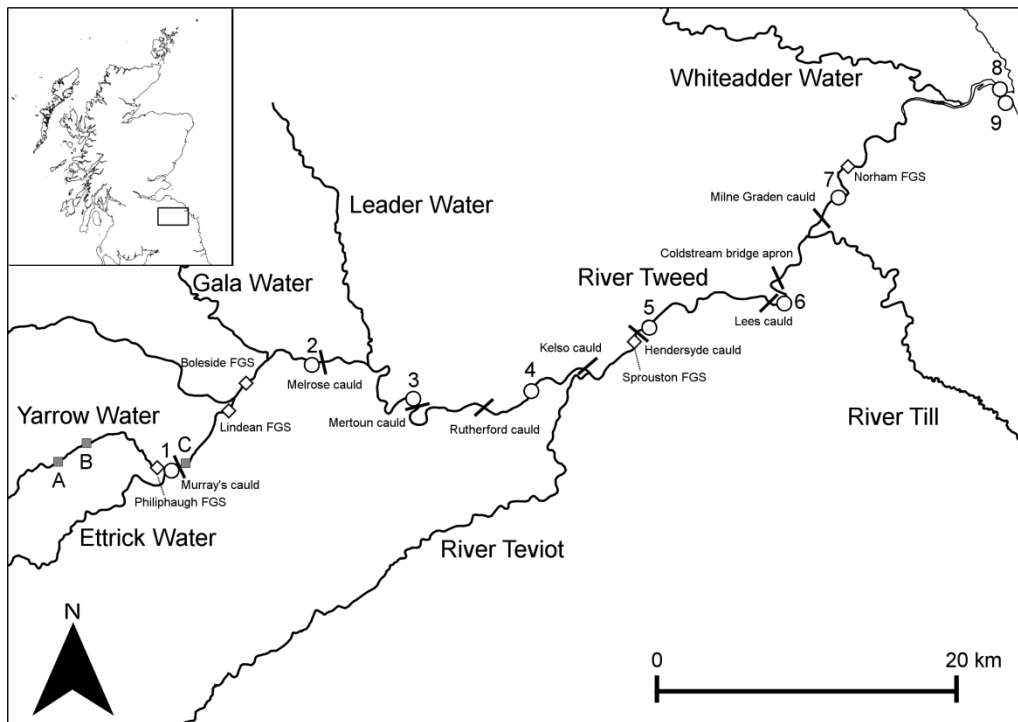 8
Whiteadder Water
9
7
Norham FGS
Milne Graden cauld
Leader Water
Coldstream bridge apron
Gala Water
River Tweed
5
6
Lees cauld
2
Boleside FGS
Kelso cauld
Hendersyde cauld
Melrose cauld
3
4
Sprouston FGS
Yarrow Water
Lindean FGS
Mertoun cauld
Rutherford cauld
River Till
B
1
C
A
Murray's cauld
Philiphaugh FGS
Ettrick Water
River Teviot
N
0
20 km